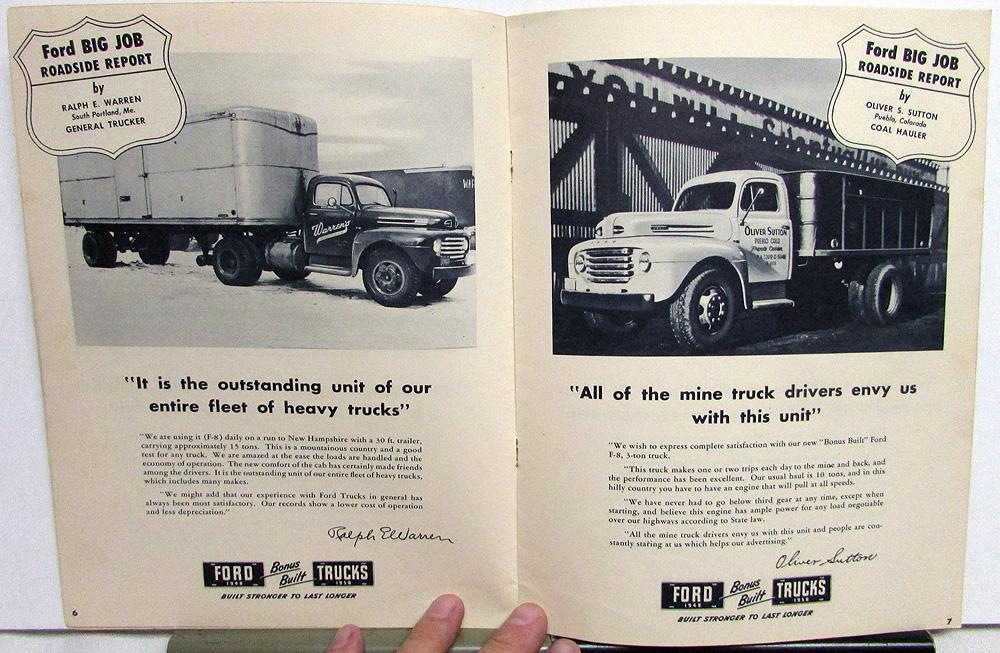 Ford BIG JOB
ROADSIDE REPORT
by
RALPH E. WARREN
South Portland, Me.
GENERAL TRUCKER
Warren's
WAR
"It is the outstanding unit of our
entire fleet of heavy trucks"
"We are using it (F-8) daily on a run to New Hampshire with a 30 ft. trailer,
carrying approximately 15 tons. This is a mountainous country and a good
test for any truck. We are amazed at the ease the loads are handled and the
economy of operation. The new comfort of the cab has certainly made friends
among the drivers. It is the outstanding unit of our entire fleet of heavy trucks,
which includes many makes.
"We might add that our experience with Ford Trucks in general has
always been most satisfactory. Our records show a lower cost of operation
and less depreciation."
Ralph E Warren
FORD Bonus Built TRUCKS
1948 1950
BUILT STRONGER TO LAST LONGER
6
Ford BIG JOB
ROADSIDE REPORT
by
OLIVER S. SUTTON
Pueblo, Colorado
COAL HAULER
OLIVER SUTTON
PUEBLO COLO
"All of the mine truck drivers envy us
with this unit"
"We wish to express complete satisfaction with our new "Bonus Built" Ford
F-8, 3-ton truck.
"This truck makes one or two trips each day to the mine and back, and
the performance has been excellent. Our usual haul is 10 tons, and in this
hilly country you have to have an engine that will pull at all speeds.
"We have never had to go below third gear at any time, except when
starting, and believe this engine has ample power for any load negotiable
over our highways according to State law.
"All the mine truck drivers envy us with this unit and people are con-
stantly staring at us which helps our advertising."
Oliver Sutton
FORD Bonus Built TRUCKS
1948 1950
BUILT STRONGER TO LAST LONGER
7